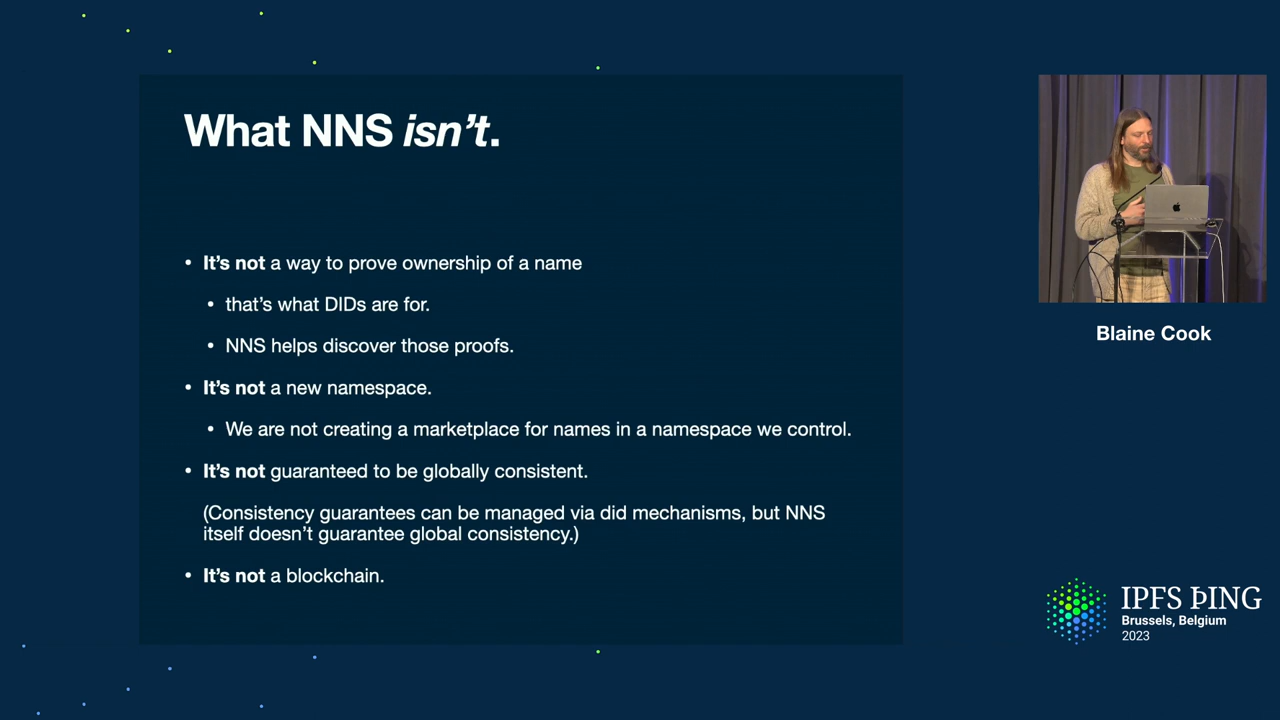 What NNS isn't.
• It's not a way to prove ownership of a name
• that's what DIDs are for.
• NNS helps discover those proofs.
• It's not a new namespace.
• We are not creating a marketplace for names in a namespace we control.
• It's not guaranteed to be globally consistent.
(Consistency guarantees can be managed via did mechanisms, but NNS
itself doesn't guarantee global consistency.)
• It's not a blockchain.
Blaine Cook
IPFS ÞING
Brussels, Belgium
2023